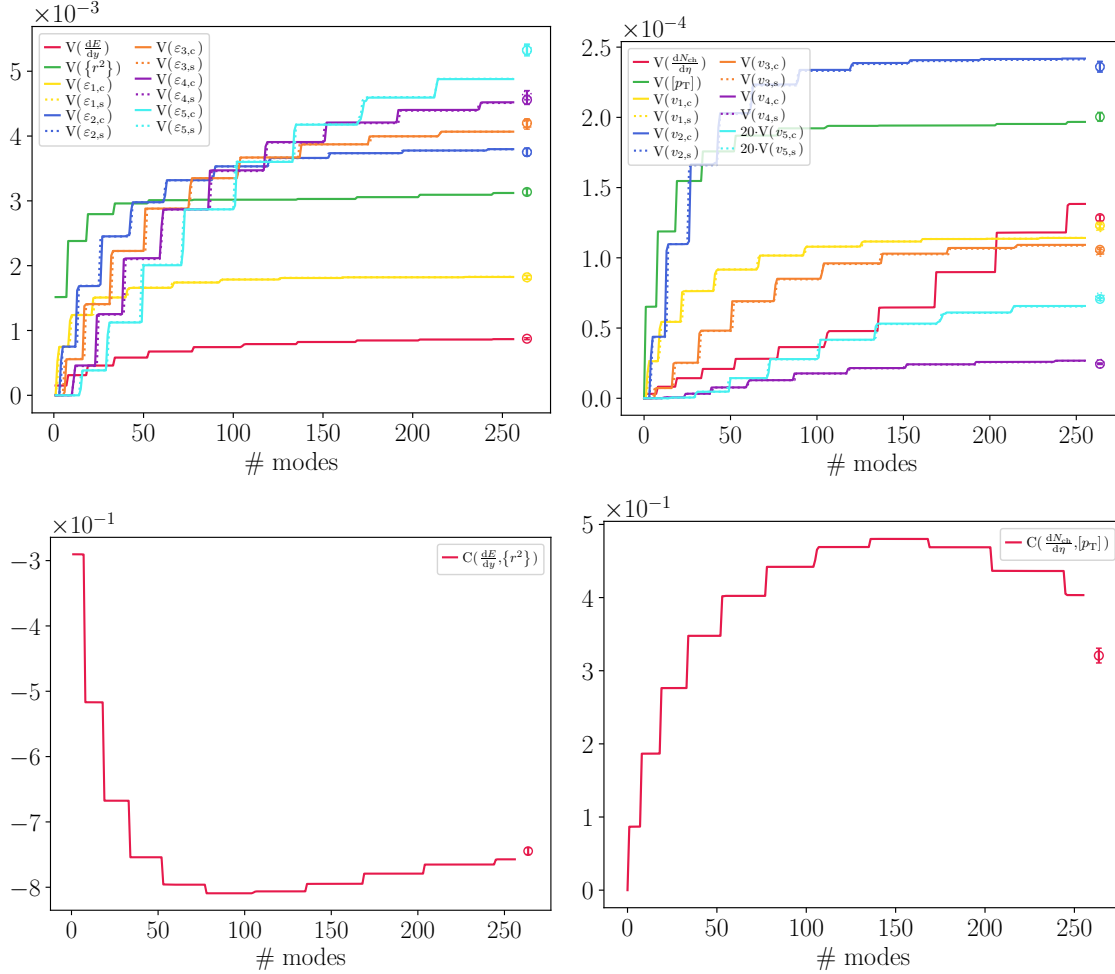 ×10⁻³
V(dE/dy)
V({r²})
V(ε₁,c)
V(ε₁,s)
V(ε₂,c)
V(ε₂,s)
V(ε₃,c)
V(ε₃,s)
V(ε₄,c)
V(ε₄,s)
V(ε₅,c)
V(ε₅,s)
5
4
3
2
1
0
0 50 100 150 200 250
# modes
×10⁻⁴
V(dN_ch/dη)
V([p_T])
V(v₁,c)
V(v₁,s)
V(v₂,c)
V(v₂,s)
V(v₃,c)
V(v₃,s)
V(v₄,c)
V(v₄,s)
20·V(v₅,c)
20·V(v₅,s)
2.5
2.0
1.5
1.0
0.5
0.0
0 50 100 150 200 250
# modes
×10⁻¹
C(dE/dy,{r²})
−3
−4
−5
−6
−7
−8
0 50 100 150 200 250
# modes
×10⁻¹
C(dN_ch/dη,[p_T])
5
4
3
2
1
0
0 50 100 150 200 250
# modes